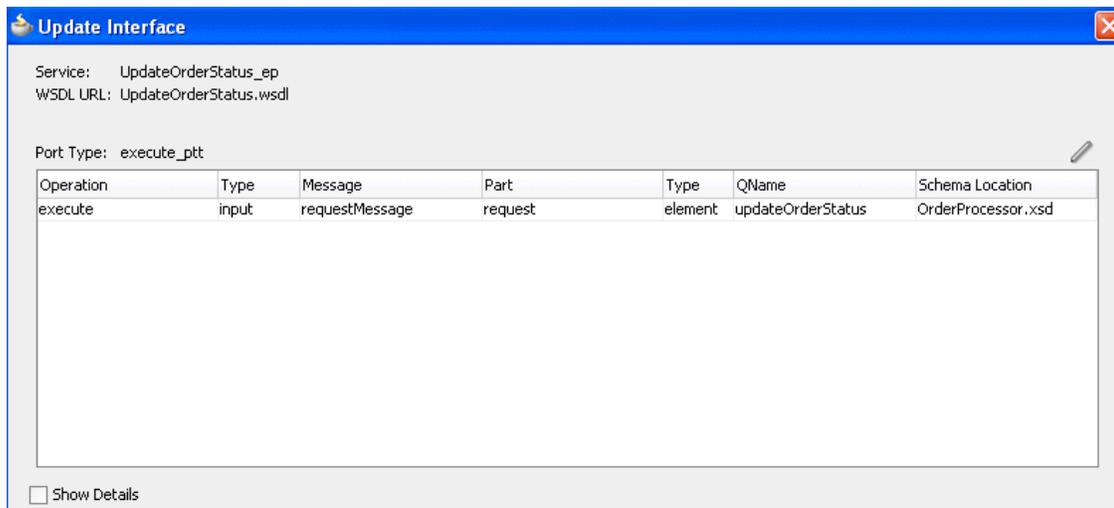 Update Interface
Service: UpdateOrderStatus_ep
WSDL URL: UpdateOrderStatus.wsdl
Port Type: execute_ptt
Operation Type Message Part Type QName Schema Location
execute input requestMessage request element updateOrderStatus OrderProcessor.xsd
Show Details